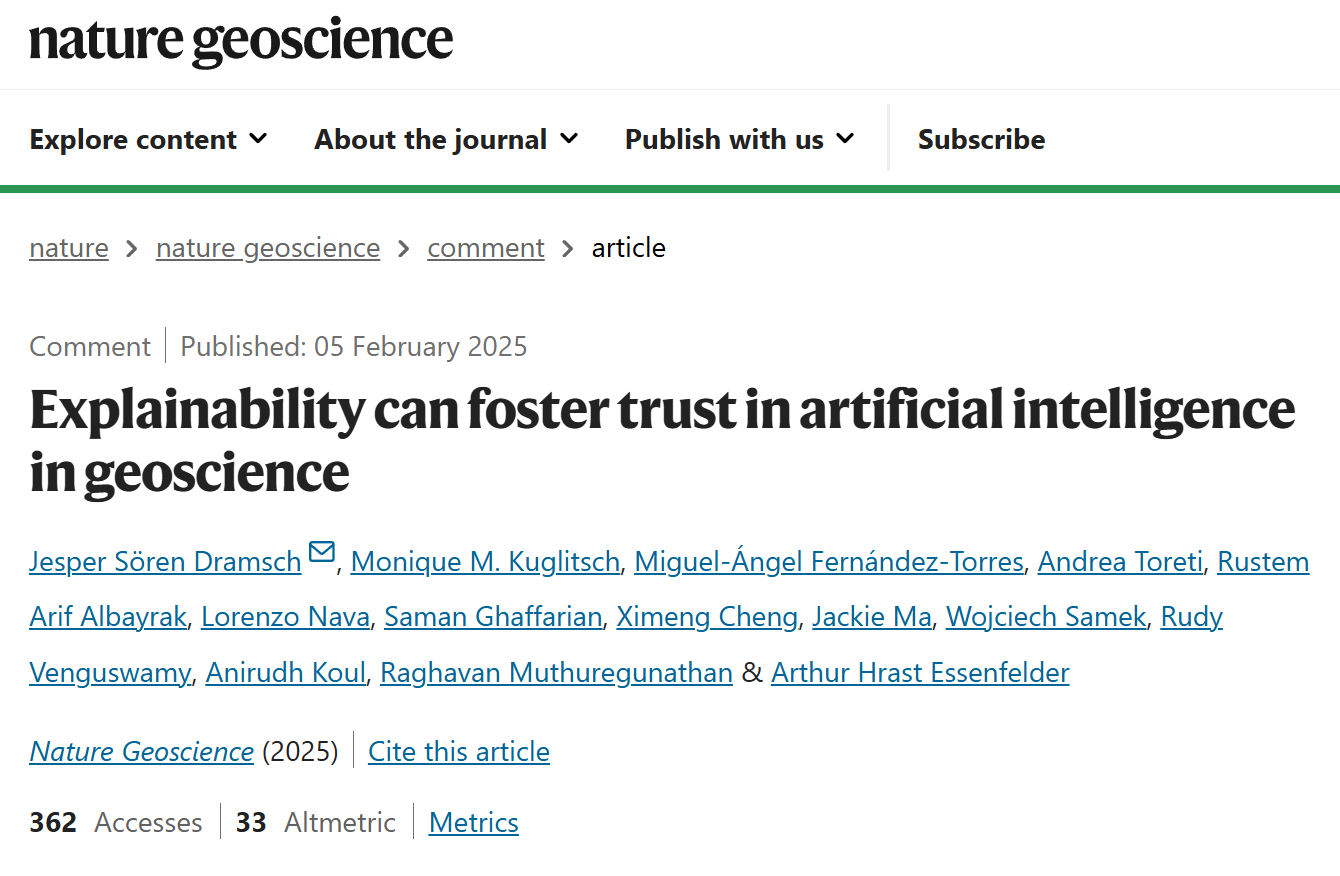 nature geoscience
Explore content About the journal Publish with us Subscribe
nature > nature geoscience > comment > article
Comment | Published: 05 February 2025
Explainability can foster trust in artificial intelligence
in geoscience
Jesper Sören Dramsch, Monique M. Kuglitsch, Miguel-Ángel Fernández-Torres, Andrea Toreti, Rustem
Arif Albayrak, Lorenzo Nava, Saman Ghaffarian, Ximeng Cheng, Jackie Ma, Wojciech Samek, Rudy
Venguswamy, Anirudh Koul, Raghavan Muthuregunathan & Arthur Hrast Essenfelder
Nature Geoscience (2025) | Cite this article
362 Accesses | 33 Altmetric | Metrics